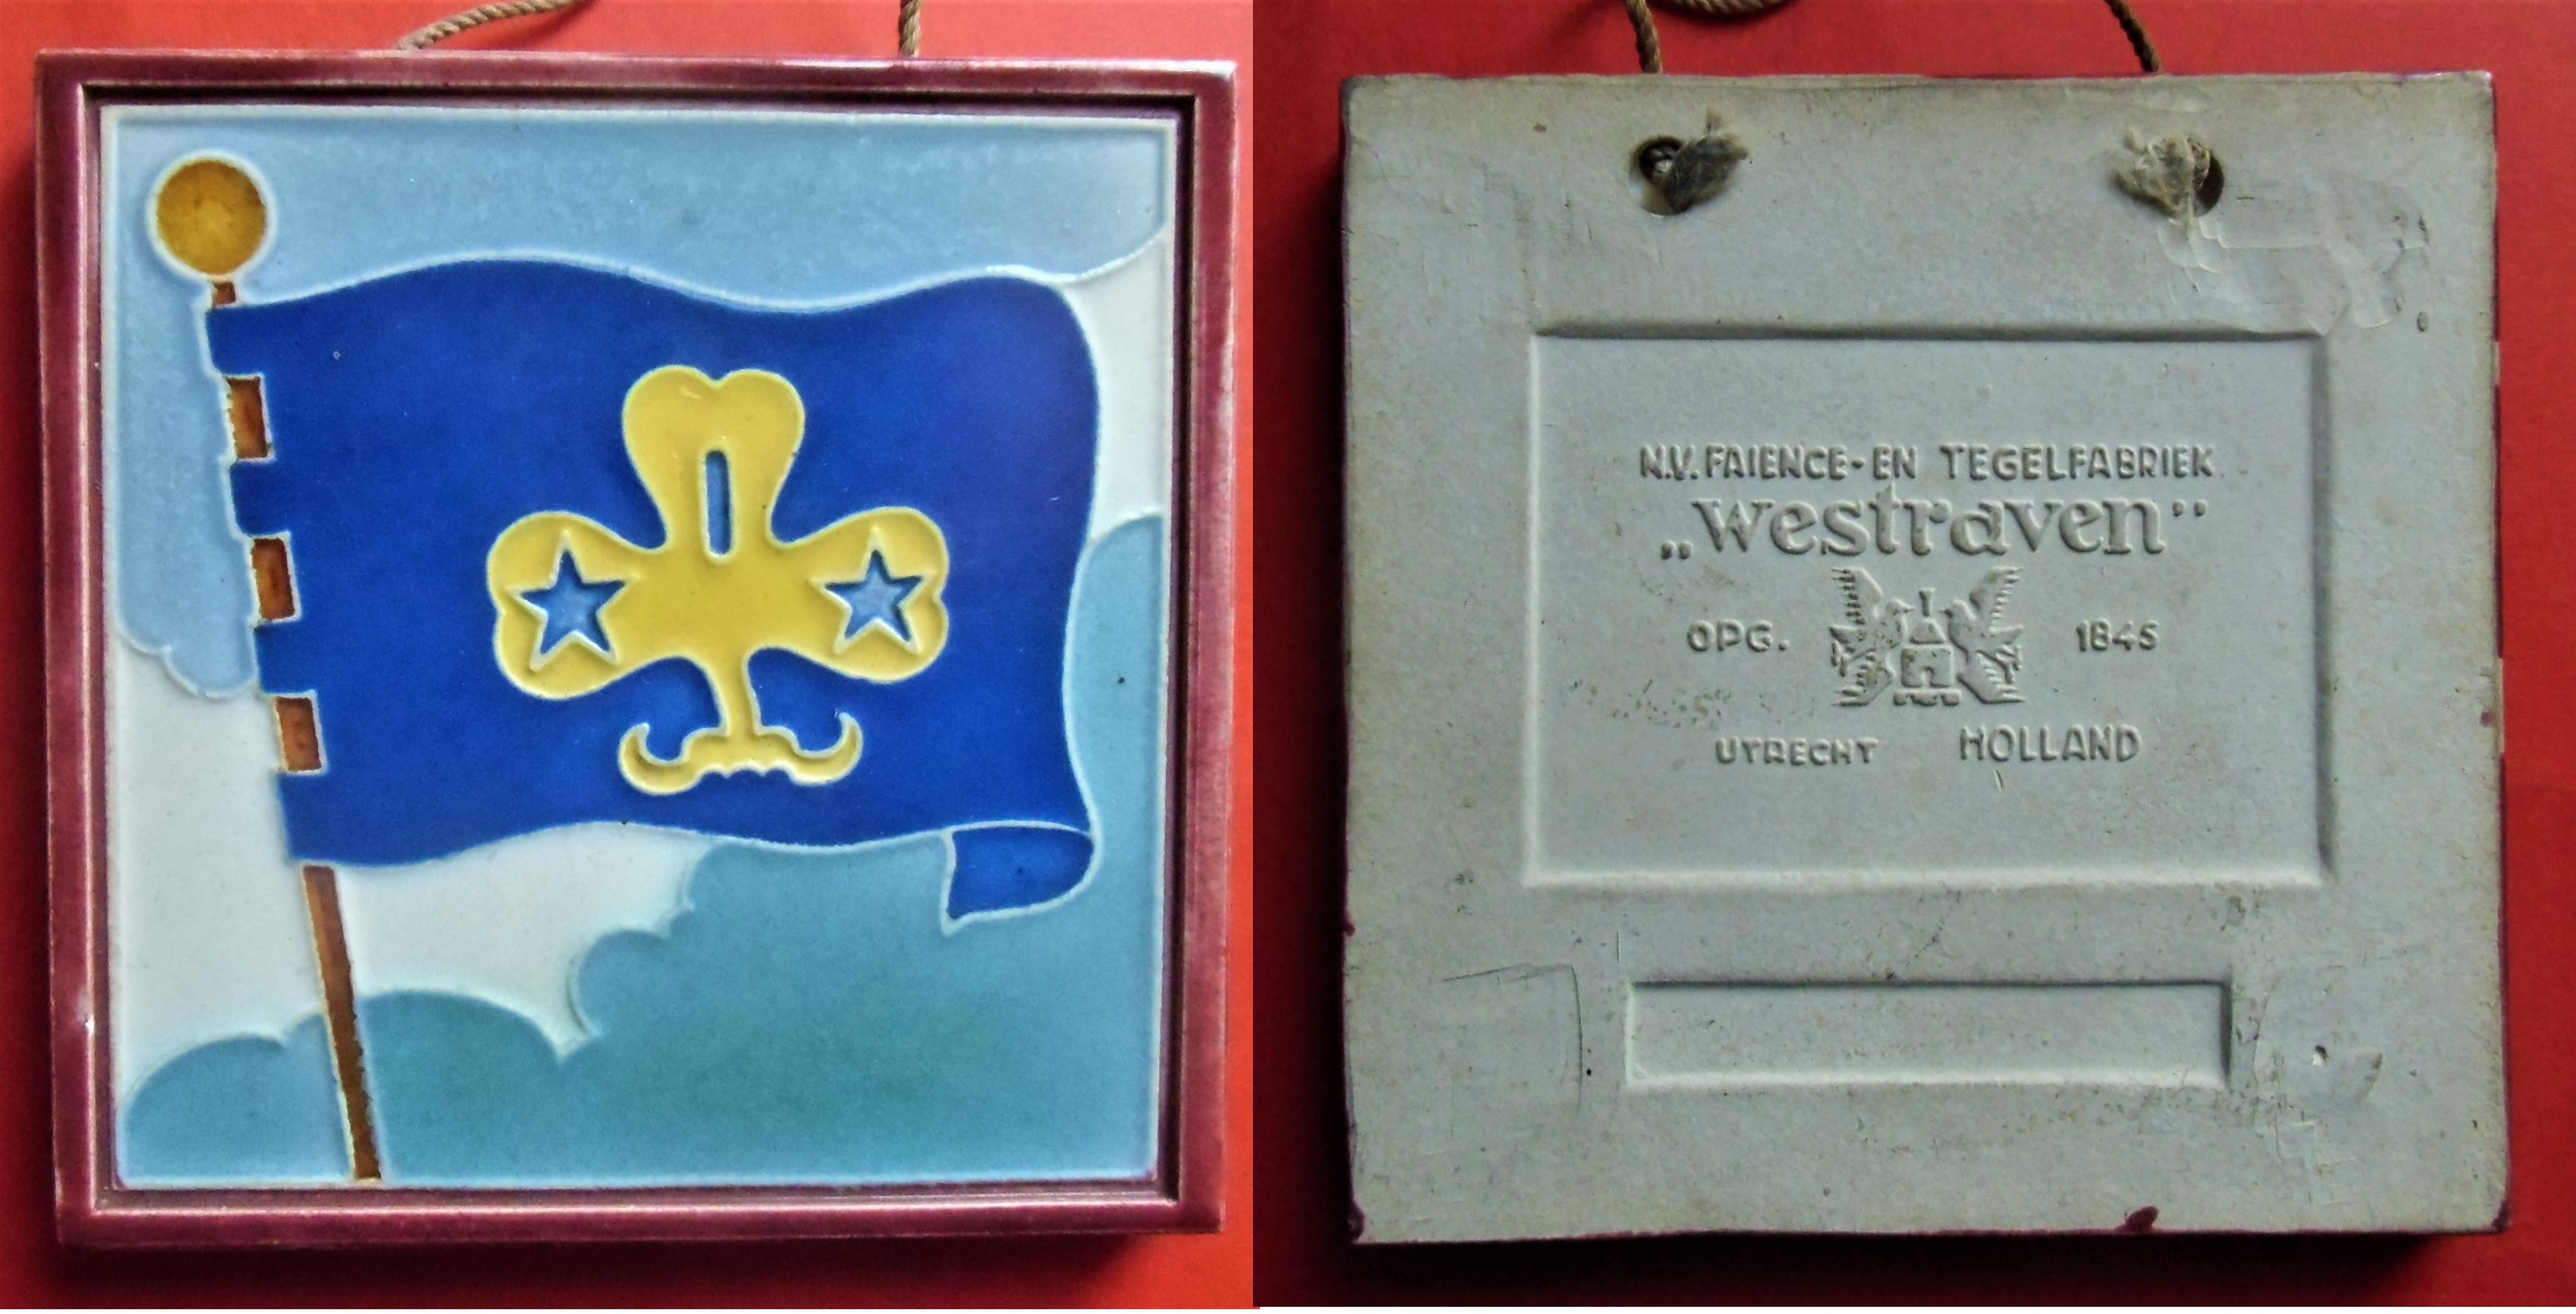 N.V. FAIENCE-EN TEGELFABRIEK
„Westraven”
OPG. 1845
UTRECHT HOLLAND